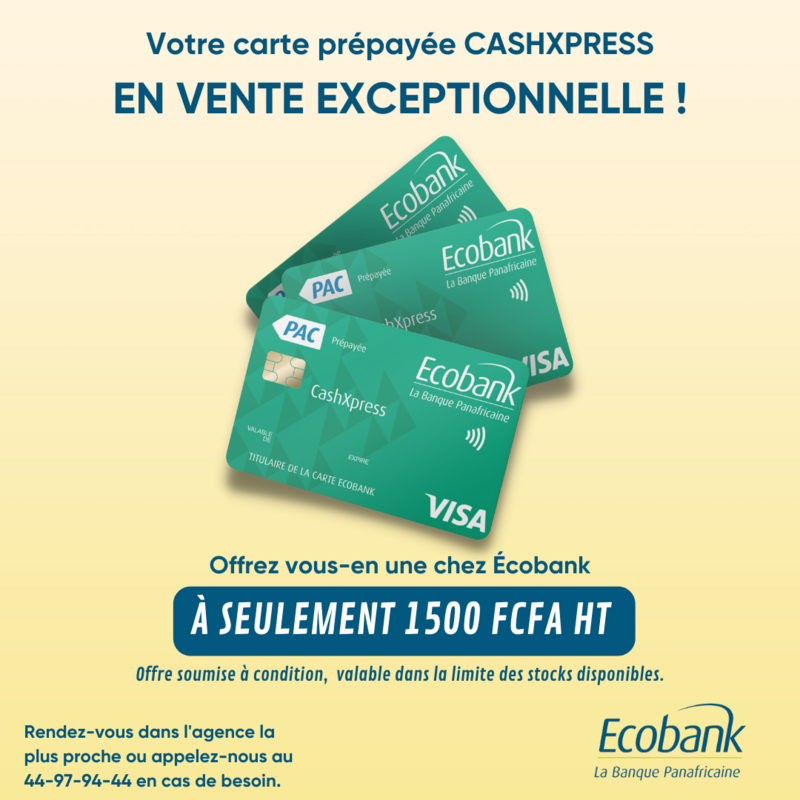 Votre carte prépayée CASHXPRESS
EN VENTE EXCEPTIONNELLE !
Ecobank
La Banque Panafricaine
PAC
Prépayée
Ecobank
La Banque Panafricaine
hXpress
VISA
PAC
Prépayée
Ecobank
La Banque Panafricaine
CashXpress
VALABLE
DE
EXPIRE
TITULAIRE DE LA CARTE ECOBANK
VISA
Offrez vous-en une chez Écobank
À SEULEMENT 1500 FCFA HT
Offre soumise à condition, valable dans la limite des stocks disponibles.
Rendez-vous dans l'agence la
plus proche ou appelez-nous au
44-97-94-44 en cas de besoin.
Ecobank
La Banque Panafricaine